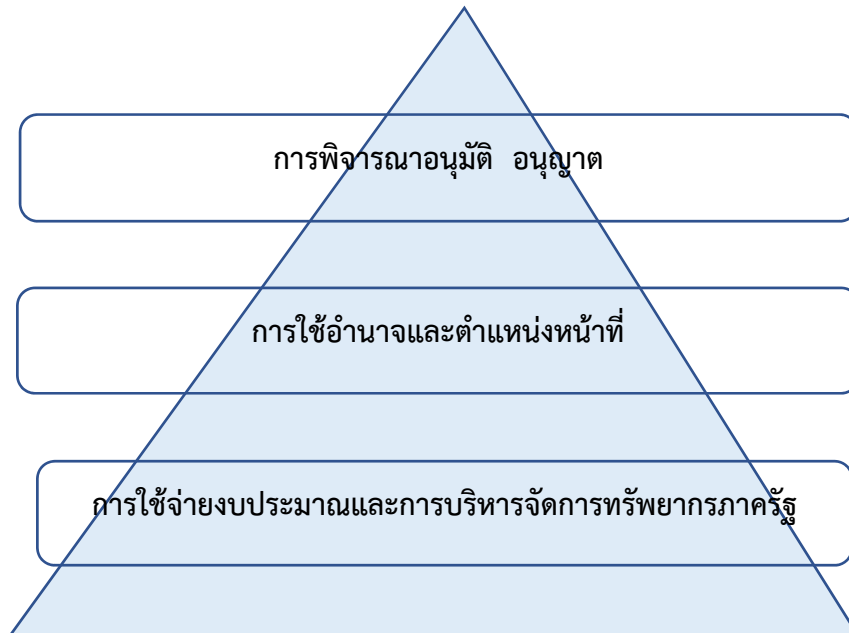 การพิจารณาอนุมัติ อนุญาต
การใช้อำนาจและตำแหน่งหน้าที่
การใช้จ่ายงบประมาณและการบริหารจัดการทรัพยากรภาครัฐ